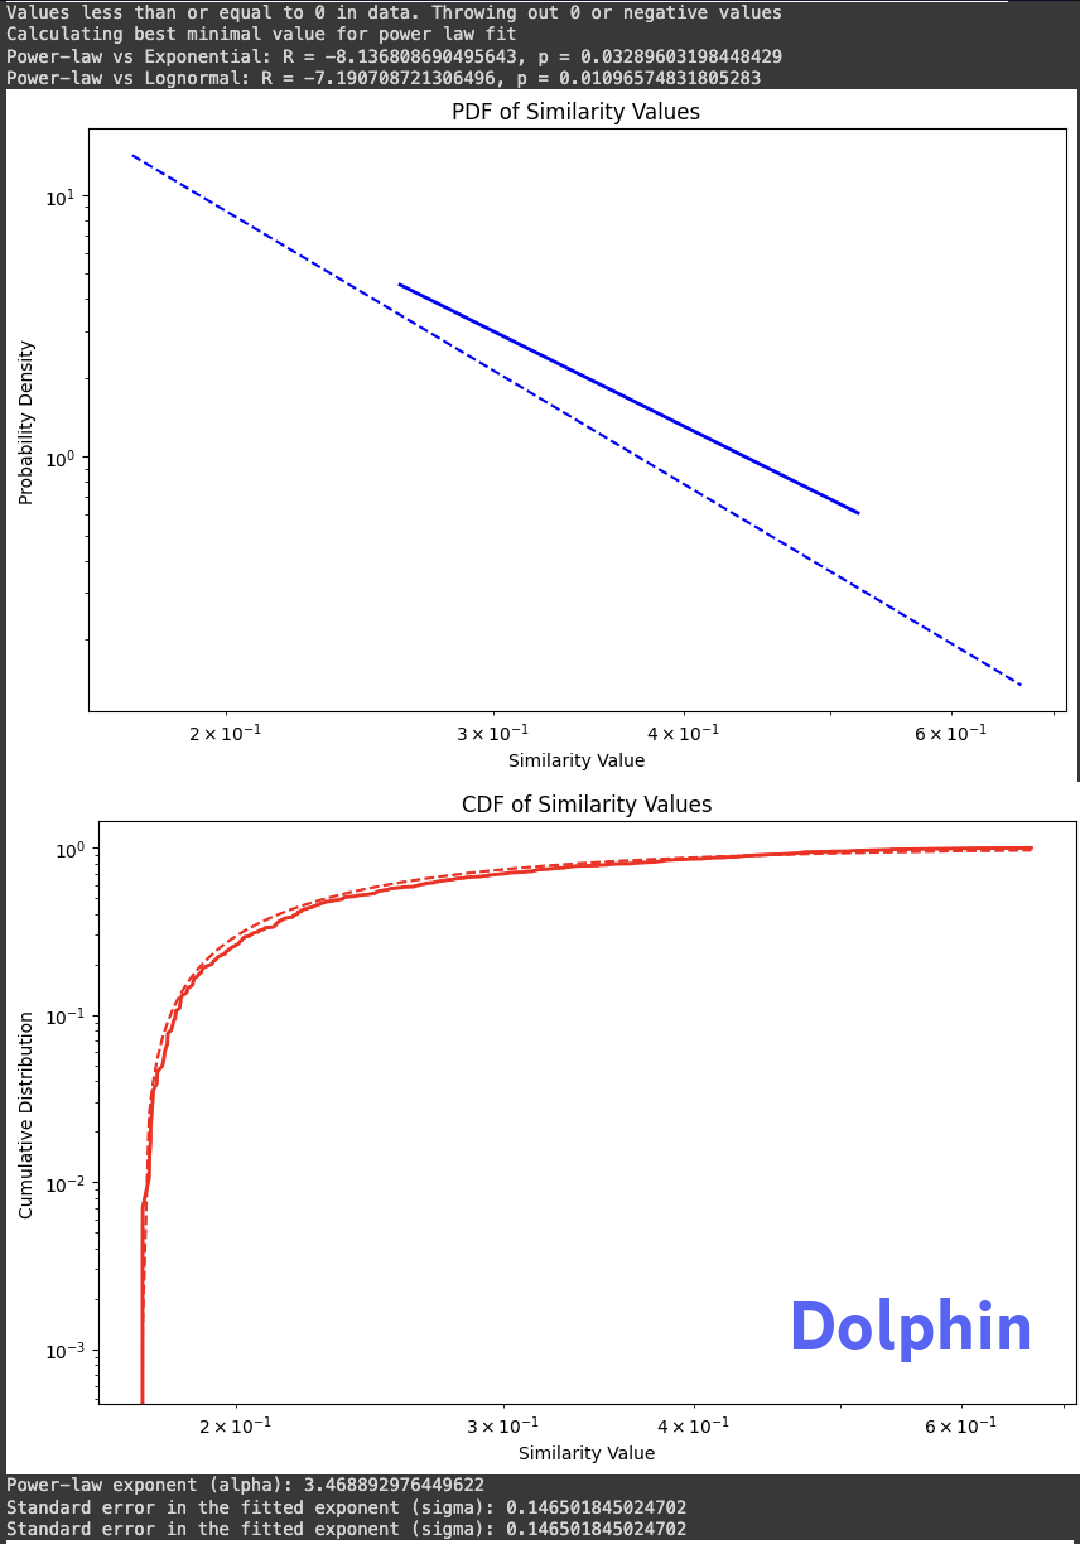 Values less than or equal to 0 in data. Throwing out 0 or negative values
Calculating best minimal value for power law fit
Power-law vs Exponential: R = -8.136808690495643, p = 0.03289603198448429
Power-law vs Lognormal: R = -7.190708721306496, p = 0.01096574831805283
PDF of Similarity Values
10¹
10⁰
Probability Density
2 × 10⁻¹
3 × 10⁻¹
4 × 10⁻¹
6 × 10⁻¹
Similarity Value
CDF of Similarity Values
10⁰
10⁻¹
10⁻²
10⁻³
Cumulative Distribution
Dolphin
2 × 10⁻¹
3 × 10⁻¹
4 × 10⁻¹
6 × 10⁻¹
Similarity Value
Power-law exponent (alpha): 3.468892976449622
Standard error in the fitted exponent (sigma): 0.146501845024702
Standard error in the fitted exponent (sigma): 0.146501845024702